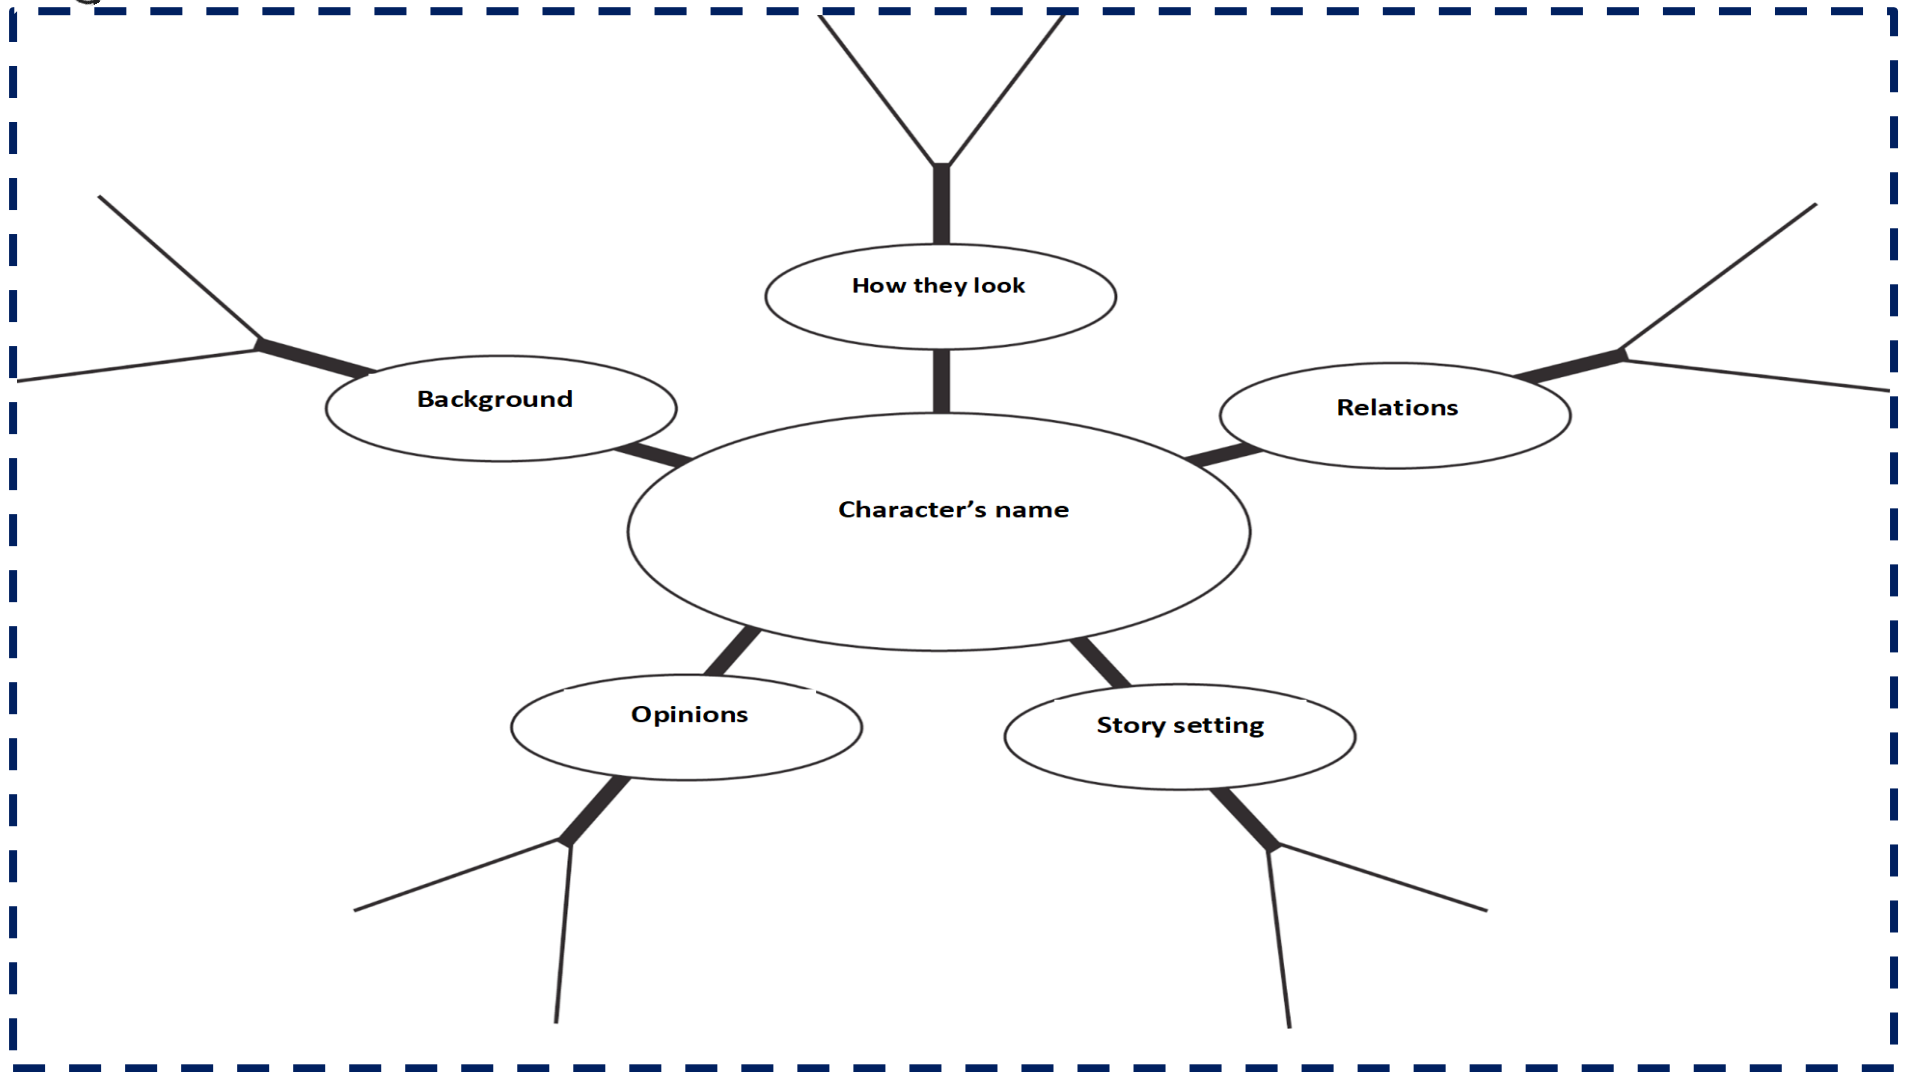 How they look
Background
Relations
Character’s name
Opinions
Story setting